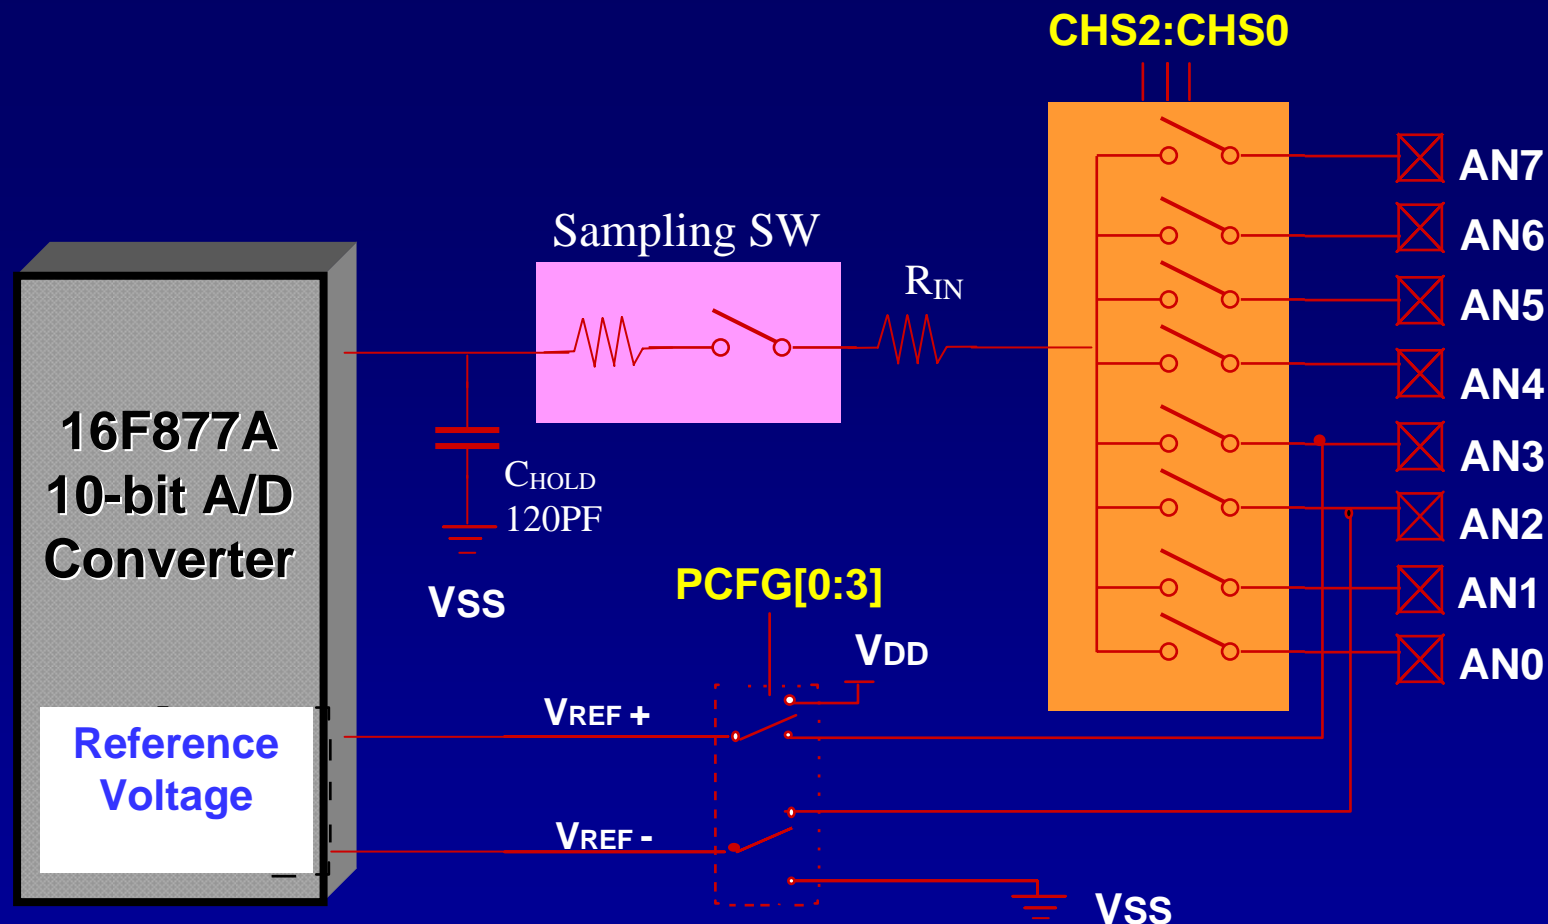 CHS2:CHS0
AN7
Sampling SW
AN6
RIN
AN5
AN4
16F877A
10-bit A/D
Converter
AN3
CHOLD
120PF
AN2
VSS
PCFG[0:3]
AN1
VDD
AN0
VREF +
Reference
Voltage
VREF -
VSS